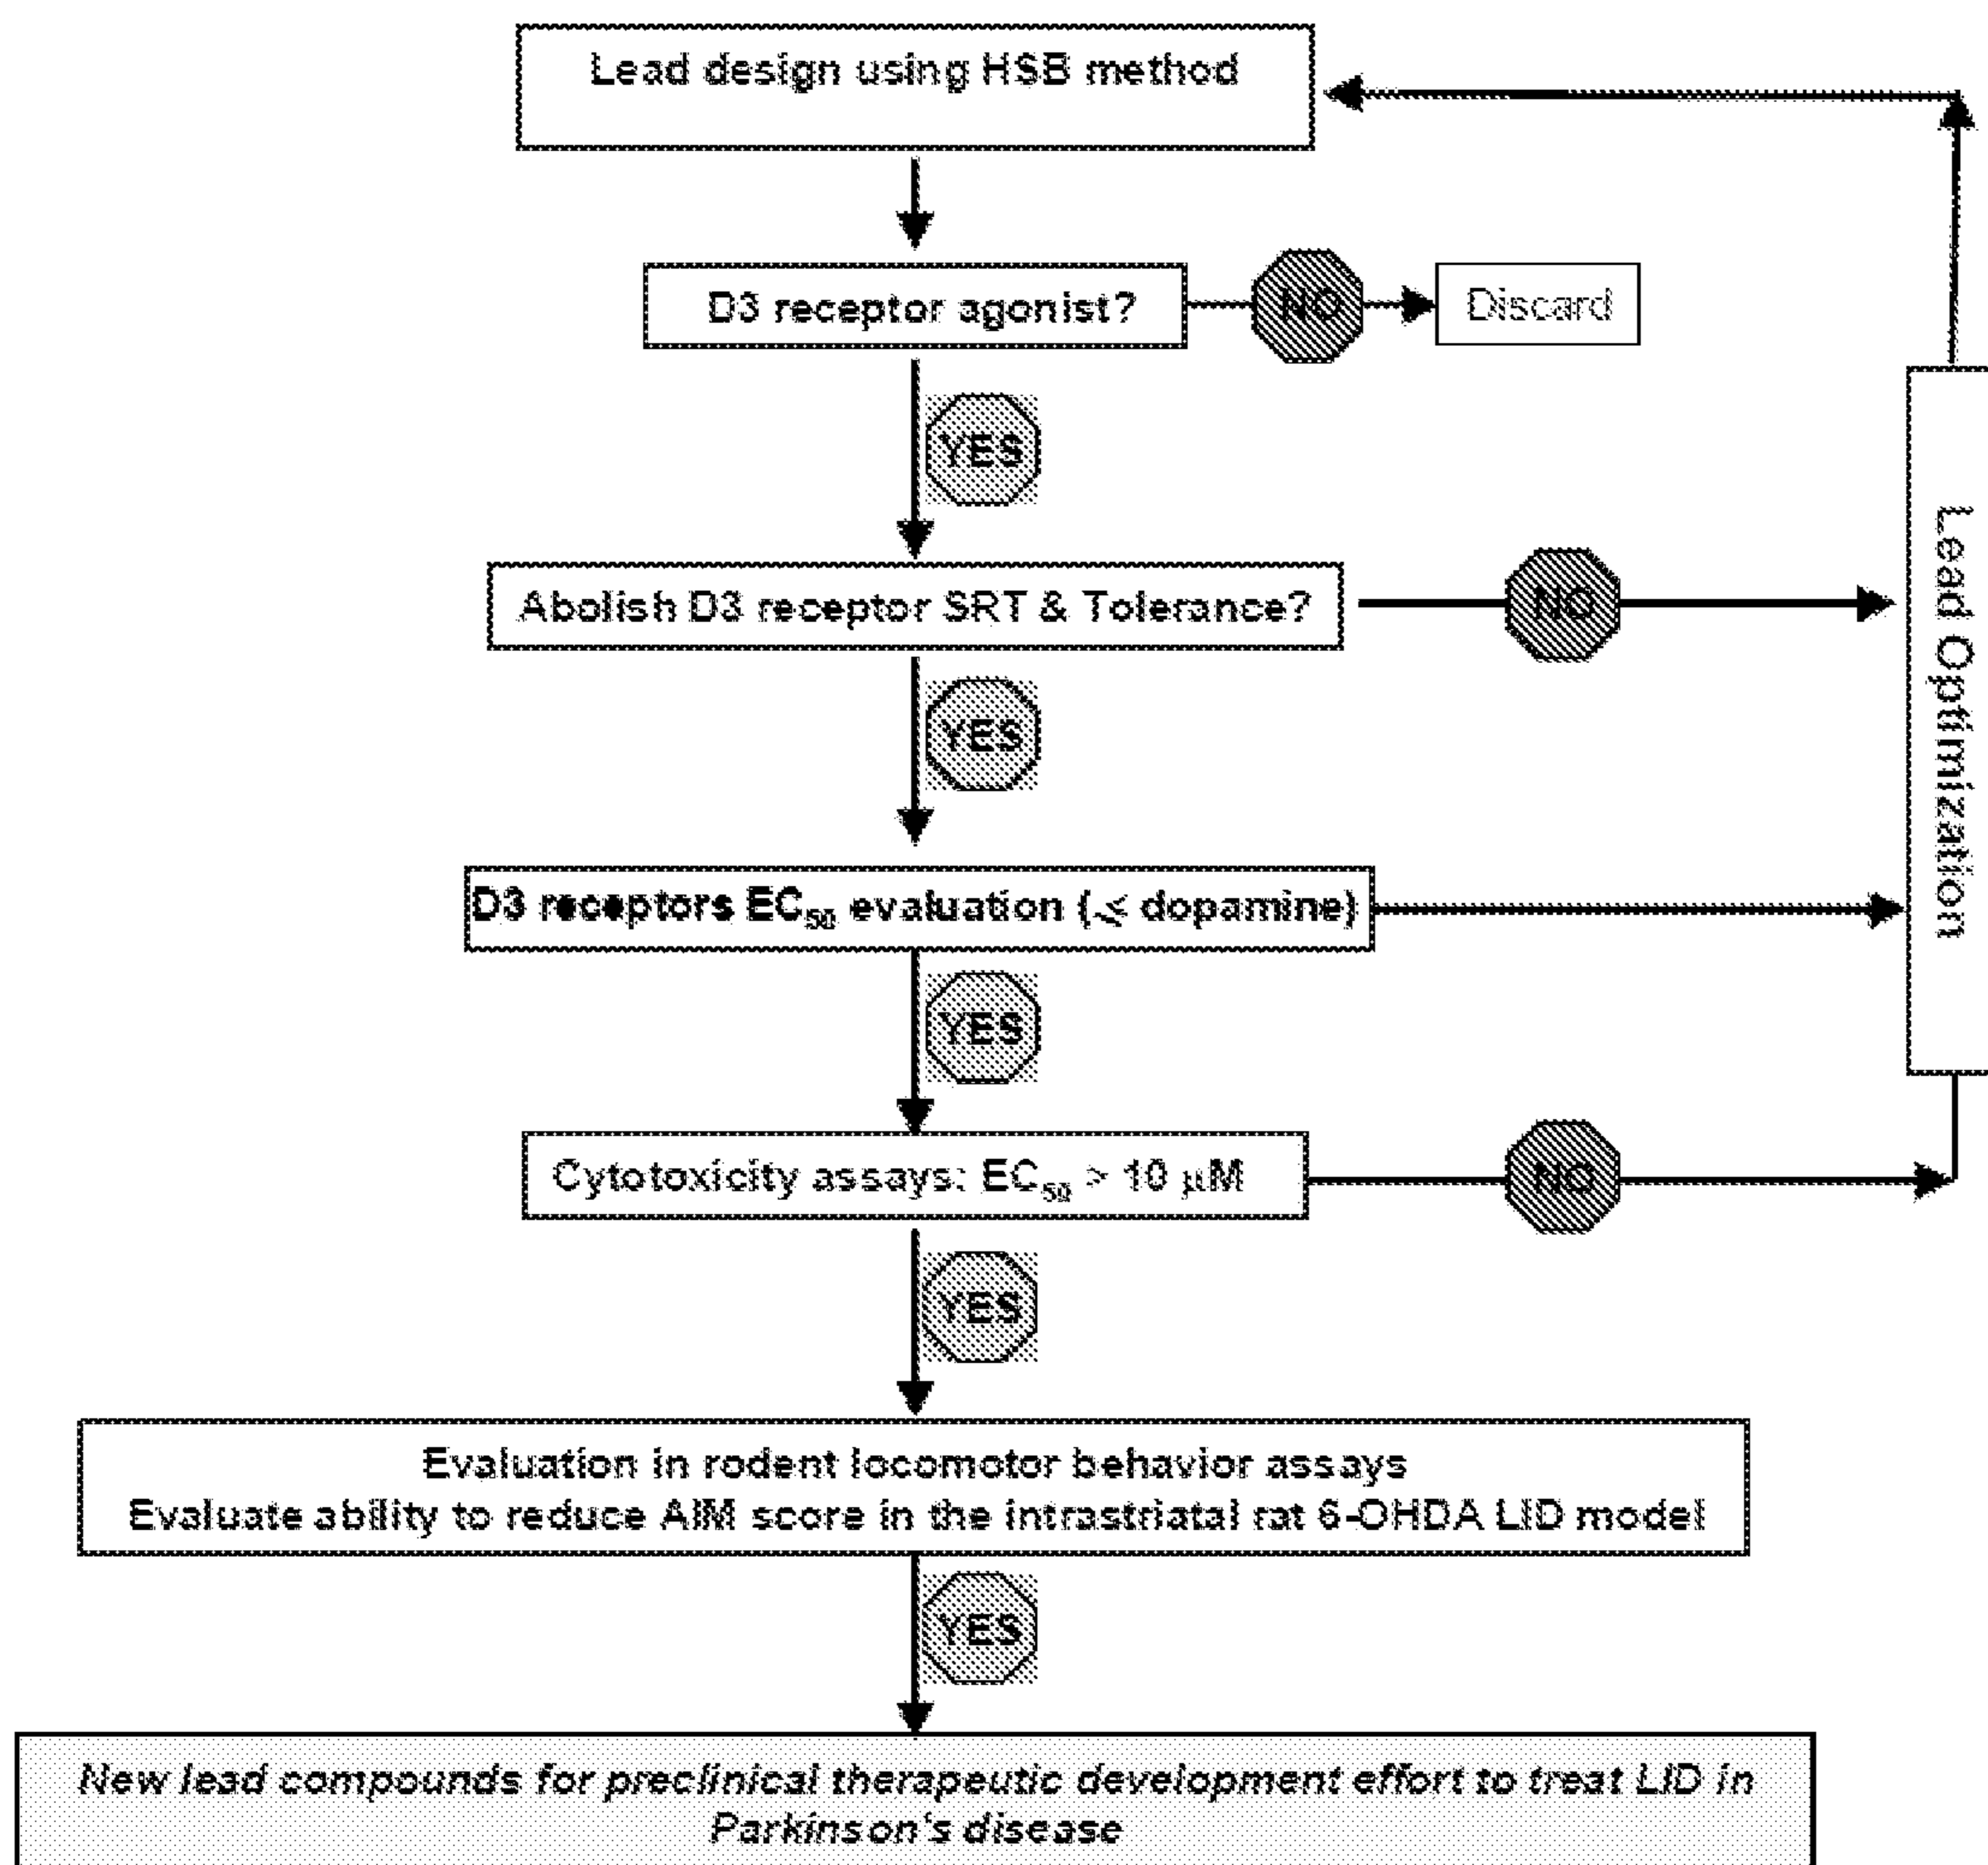 Lead design using HSB method
D3 receptor agonist?
NO
Discard
YES
Abolish D3 receptor SRT & Tolerance?
NO
Lead Optimization
YES
D3 receptors EC₅₀ evaluation (≤ dopamine)
YES
Cytotoxicity assays: EC₅₀ > 10 µM
NO
YES
Evaluation in rodent locomotor behavior assays
Evaluate ability to reduce AIM score in the intrastriatal rat 6-OHDA LID model
YES
New lead compounds for preclinical therapeutic development effort to treat LID in
Parkinson's disease